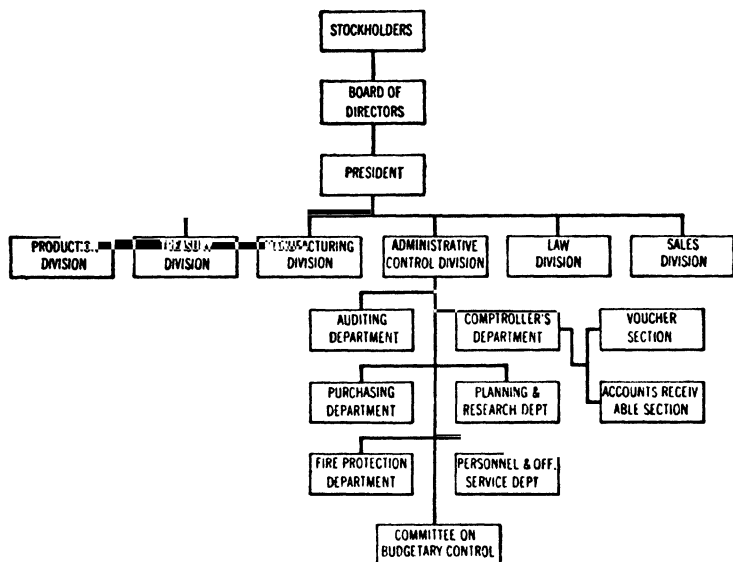 STOCKHOLDERS
BOARD OF
DIRECTORS
PRESIDENT
DIVISION
DIVISION
DIVISION
ADMINISTRATIVE
CONTROL DIVISION
LAW
DIVISION
SALES
DIVISION
AUDITING
DEPARTMENT
COMPTROLLER'S
DEPARTMENT
VOUCHER
SECTION
PURCHASING
DEPARTMENT
PLANNING &
RESEARCH DEPT
ACCOUNTS RECEIV
ABLE SECTION
FIRE PROTECTION
DEPARTMENT
PERSONNEL & OFF.
SERVICE DEPT
COMMITTEE ON
BUDGETARY CONTROL